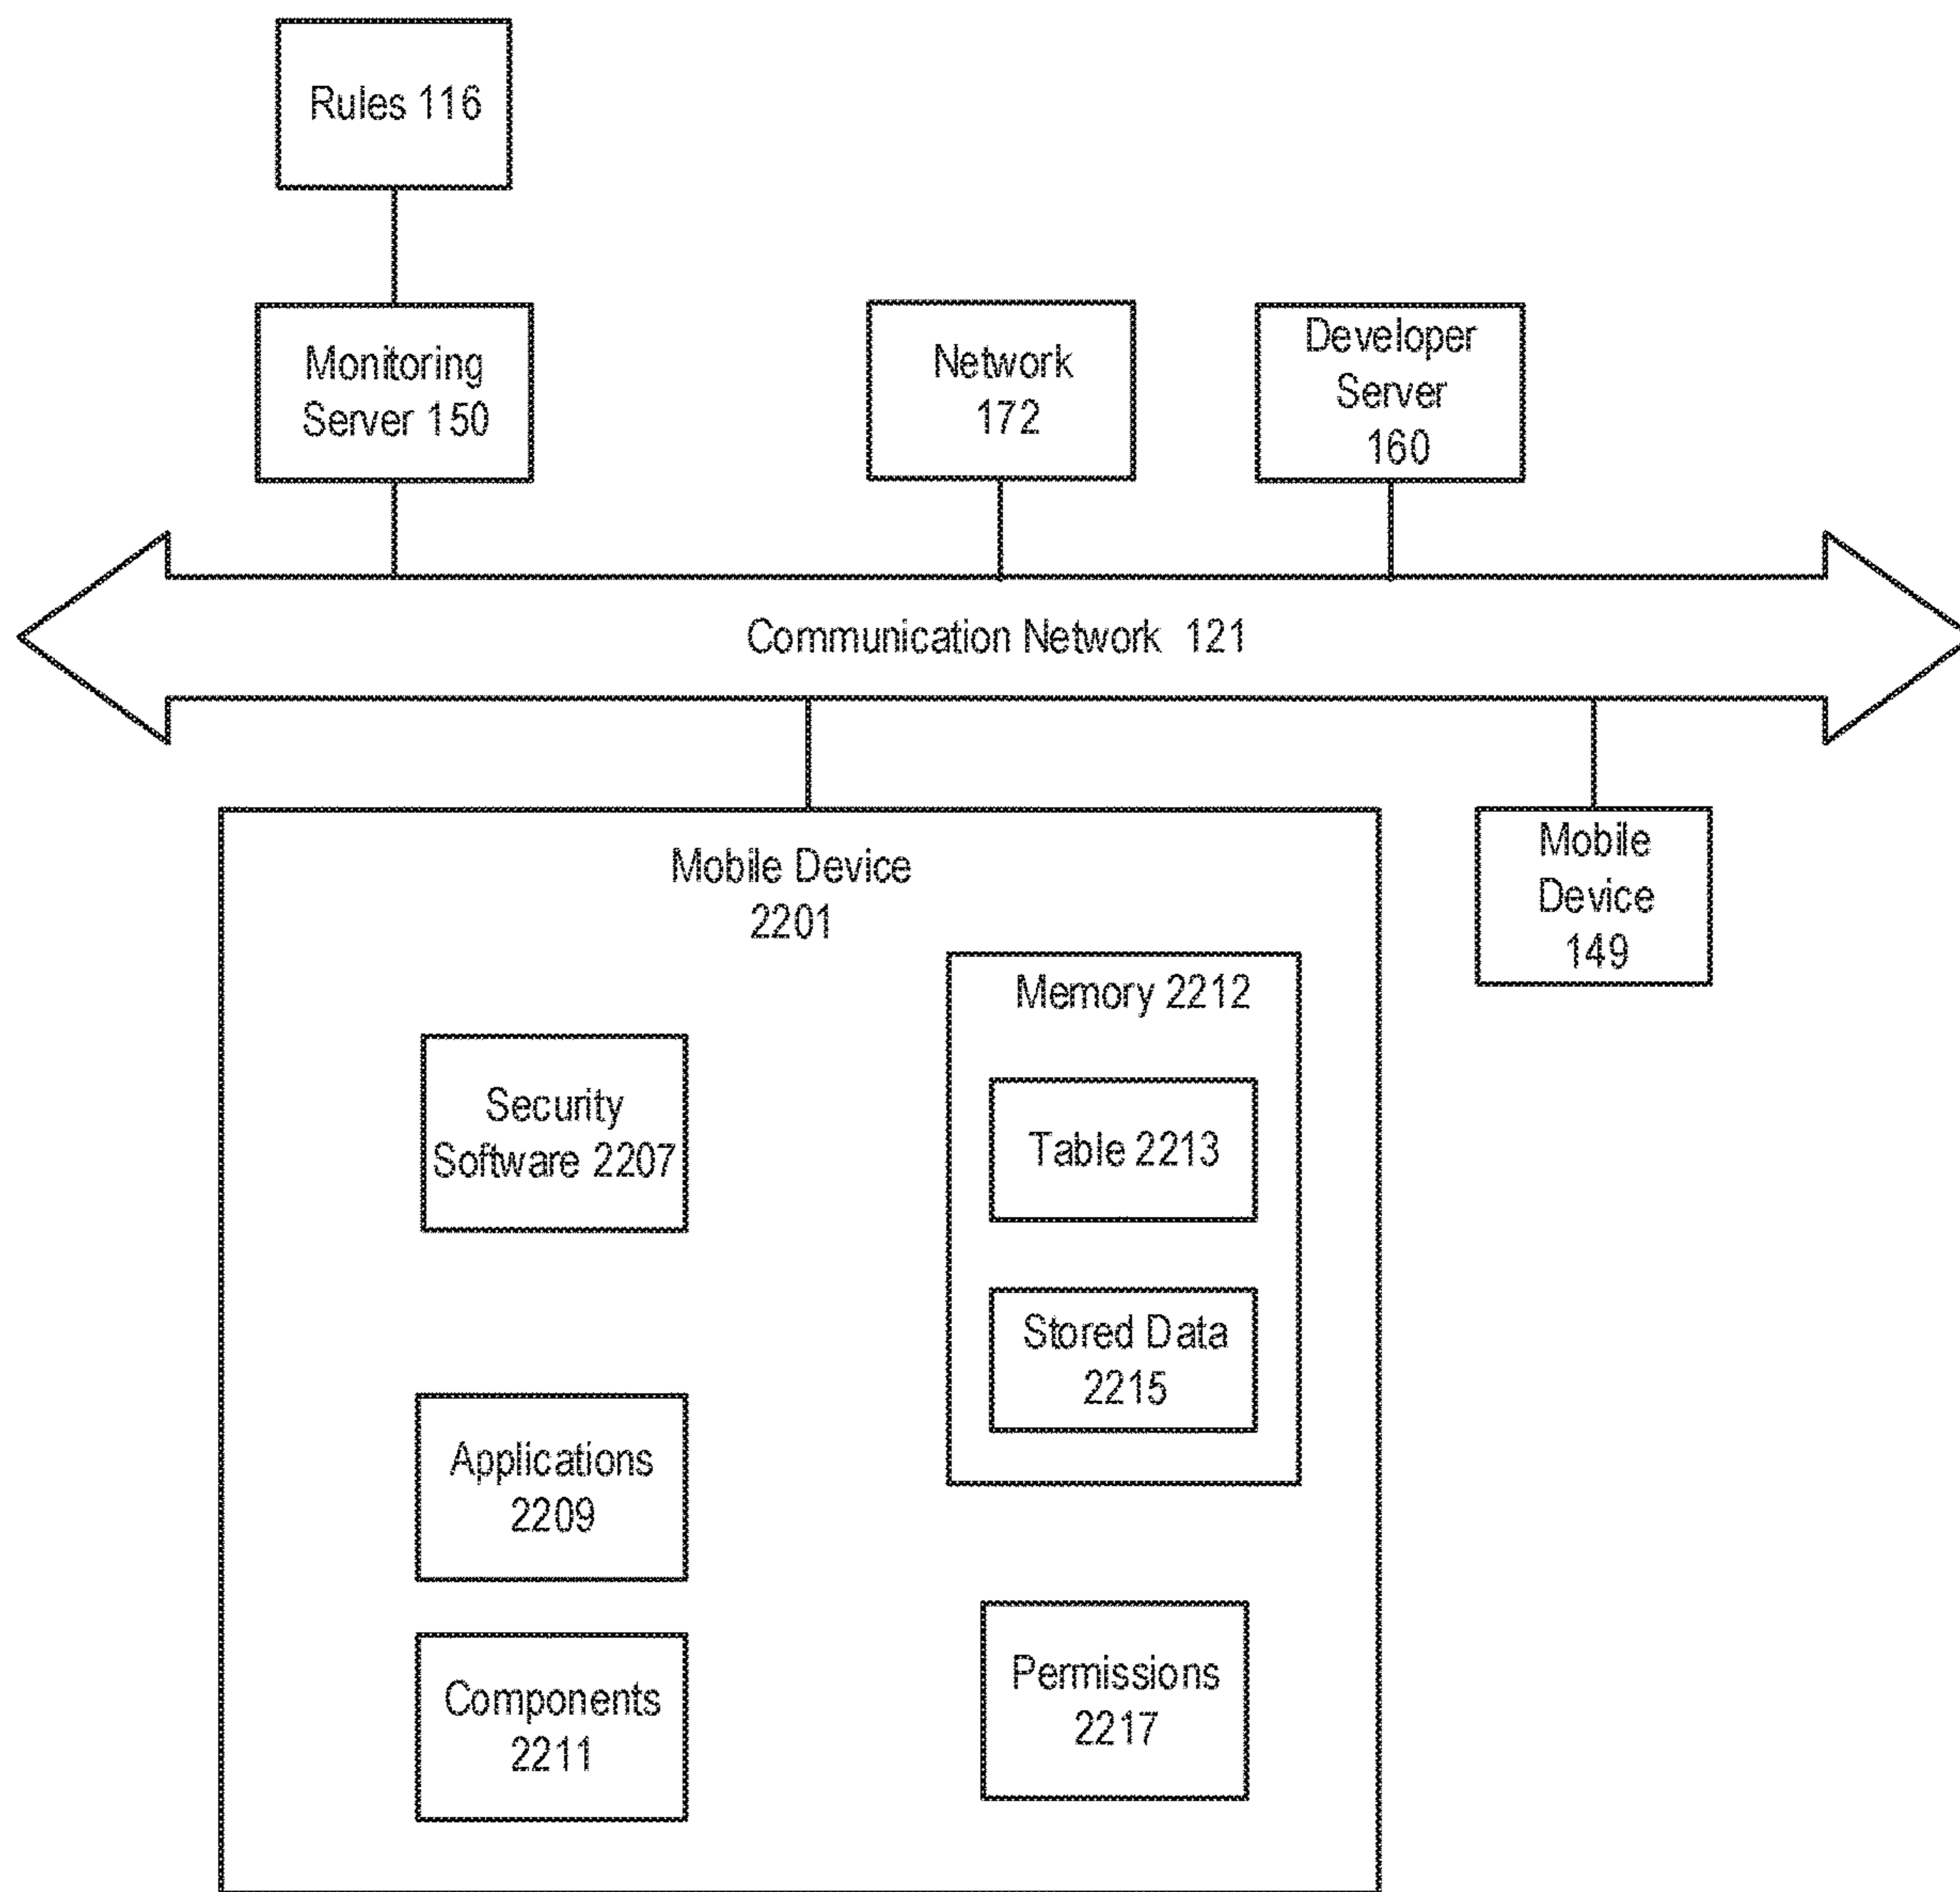 Rules 116
Monitoring
Server 150
Network
172
Developer
Server
160
Communication Network 121
Mobile Device
2201
Mobile
Device
149
Memory 2212
Security
Software 2207
Table 2213
Stored Data
2215
Applications
2209
Components
2211
Permissions
2217